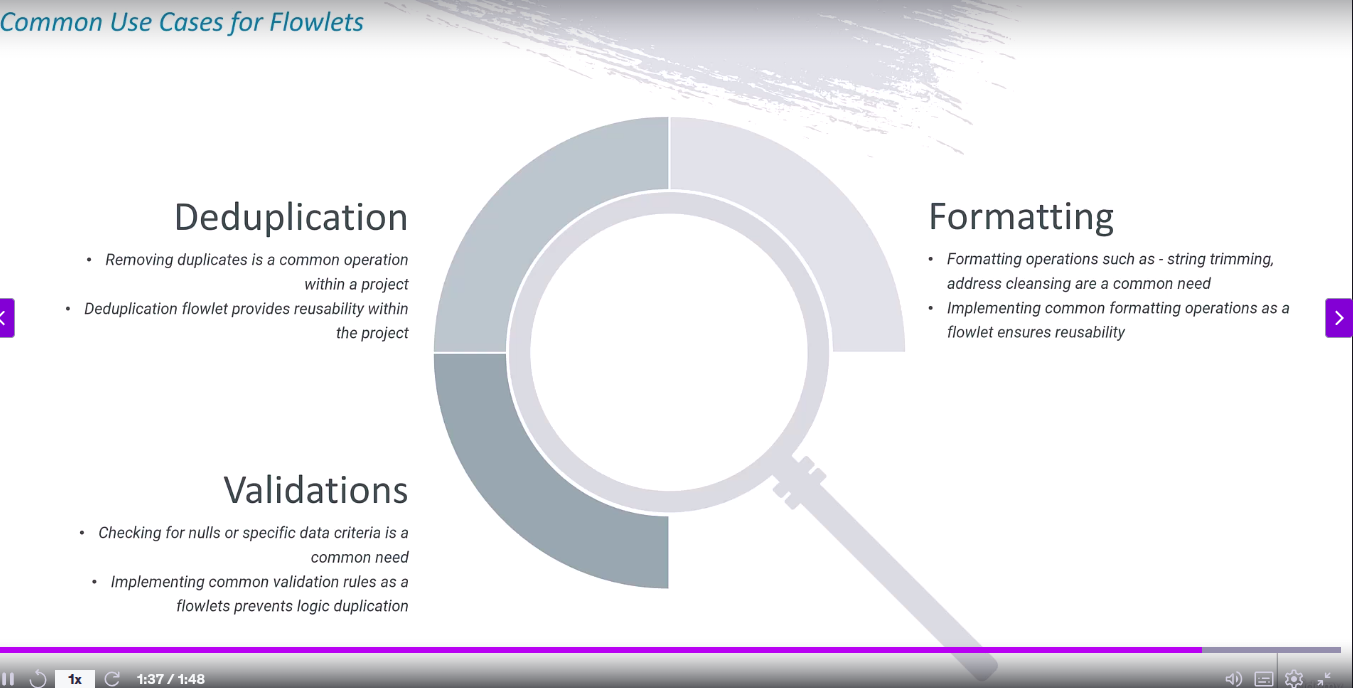 Common Use Cases for Flowlets
Deduplication
• Removing duplicates is a common operation
within a project
• Deduplication flowlet provides reusability within
the project
Formatting
• Formatting operations such as - string trimming,
address cleansing are a common need
• Implementing common formatting operations as a
flowlet ensures reusability
Validations
• Checking for nulls or specific data criteria is a
common need
• Implementing common validation rules as a
flowlets prevents logic duplication
1x
1:37 / 1:48